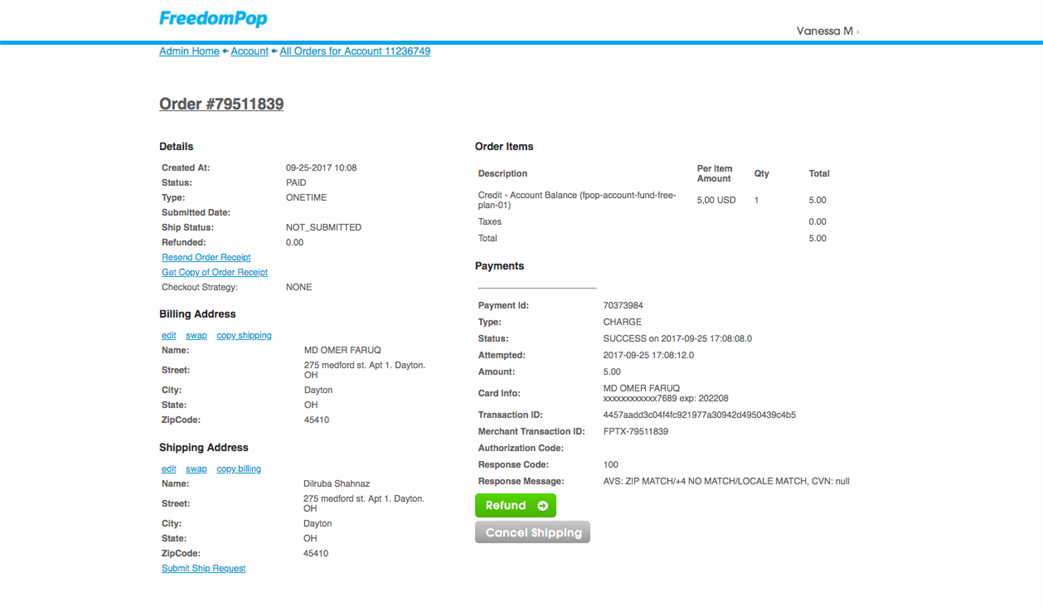 FreedomPop
Vanessa M ›
Admin Home ← Account ← All Orders for Account 11236749
Order #79511839
Details
Created At: 09-25-2017 10:08
Status: PAID
Type: ONETIME
Submitted Date:
Ship Status: NOT_SUBMITTED
Refunded: 0.00
Resend Order Receipt
Get Copy of Order Receipt
Checkout Strategy: NONE
Billing Address
edit swap copy shipping
Name: MD OMER FARUQ
Street: 275 medford st. Apt 1. Dayton.
OH
City: Dayton
State: OH
ZipCode: 45410
Shipping Address
edit swap copy billing
Name: Dilruba Shahnaz
Street: 275 medford st. Apt 1. Dayton.
OH
City: Dayton
State: OH
ZipCode: 45410
Submit Ship Request
Order Items
Description Per Item Amount Qty Total
Credit - Account Balance (fpop-account-fund-free-
plan-01) 5,00 USD 1 5.00
Taxes 0.00
Total 5.00
Payments
Payment Id: 70373984
Type: CHARGE
Status: SUCCESS on 2017-09-25 17:08:08.0
Attempted: 2017-09-25 17:08:12.0
Amount: 5.00
Card Info: MD OMER FARUQ
xxxxxxxxxxxx7689 exp: 202208
Transaction ID: 4457aadd3c04f4fc921977a30942d4950439c4b5
Merchant Transaction ID: FPTX-79511839
Authorization Code:
Response Code: 100
Response Message: AVS: ZIP MATCH/+4 NO MATCH/LOCALE MATCH, CVN: null
Refund
Cancel Shipping